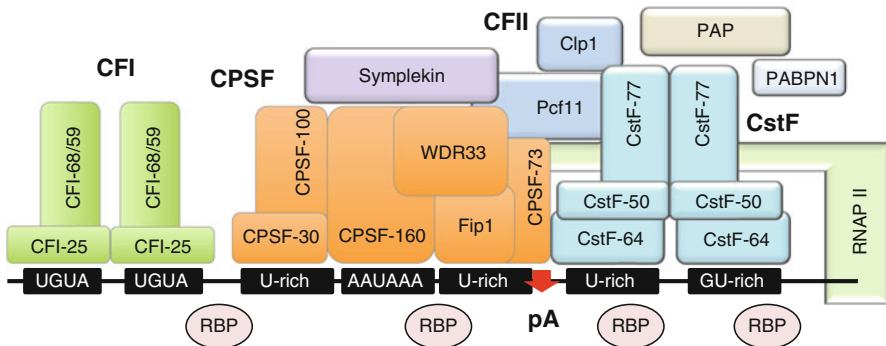 CFI
CPSF
CFII
CstF
Clp1
PAP
PABPN1
Symplekin
Pcf11
CFI-68/59
CFI-68/59
CPSF-100
WDR33
CPSF-73
CstF-77
CstF-77
RNAP II
CFI-25
CFI-25
CPSF-30
CPSF-160
Fip1
CstF-50
CstF-50
CstF-64
CstF-64
UGUA
UGUA
U-rich
AAUAAA
U-rich
U-rich
GU-rich
RBP
RBP
pA
RBP
RBP